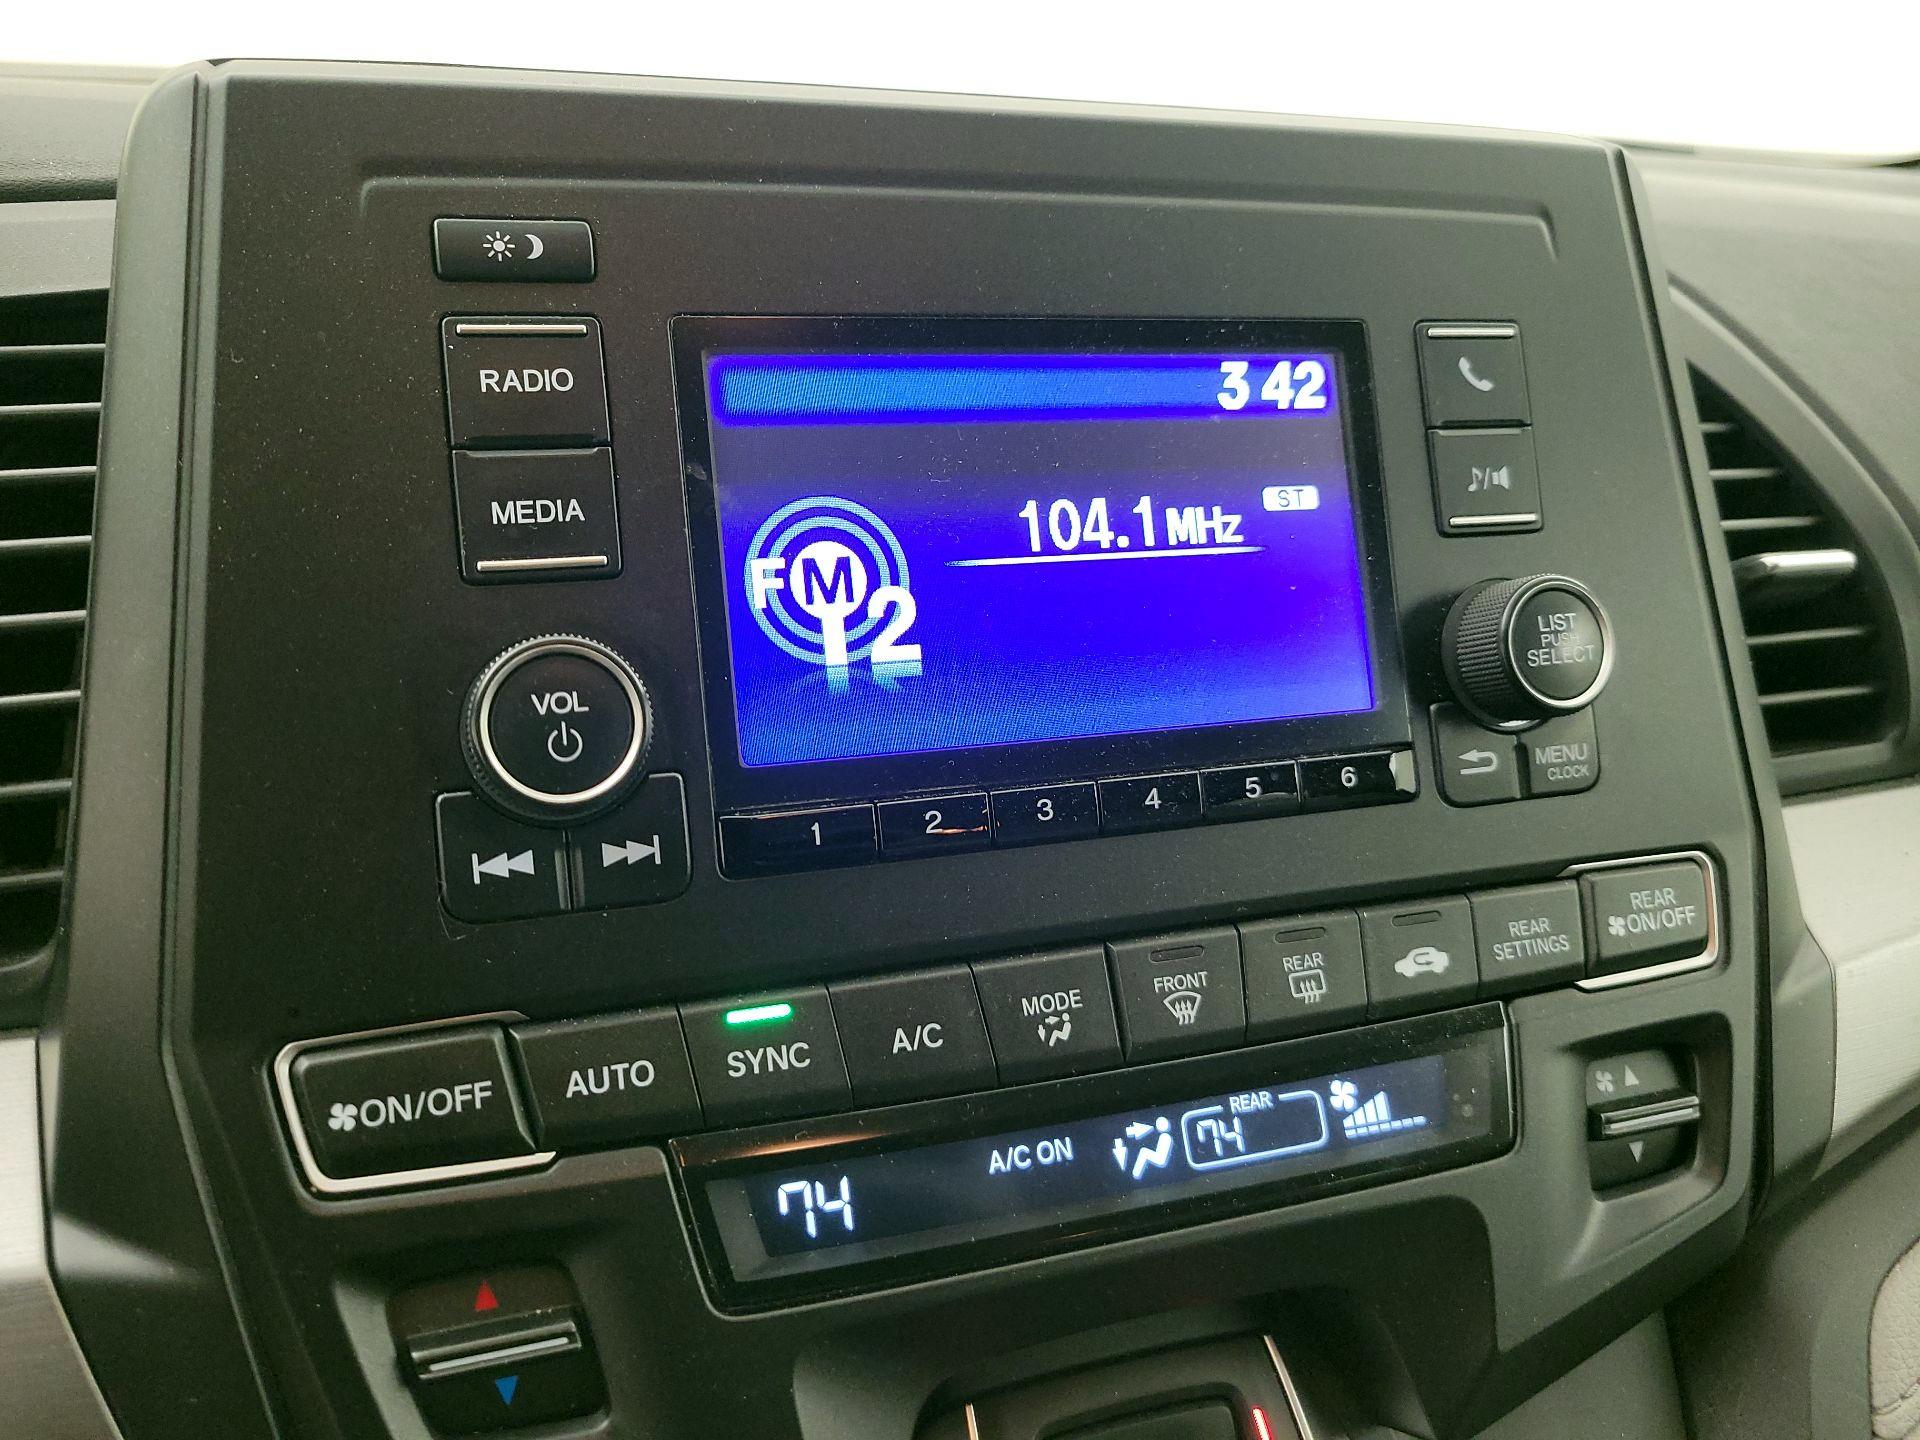 RADIO
MEDIA
VOL
3 42
104.1 MHz
ST
FM 2
LIST
PUSH
SELECT
MENU
CLOCK
1 2 3 4 5 6
ON/OFF
AUTO
SYNC
A/C
MODE
FRONT
REAR
REAR
SETTINGS
REAR
ON/OFF
74
A/C ON
REAR
74